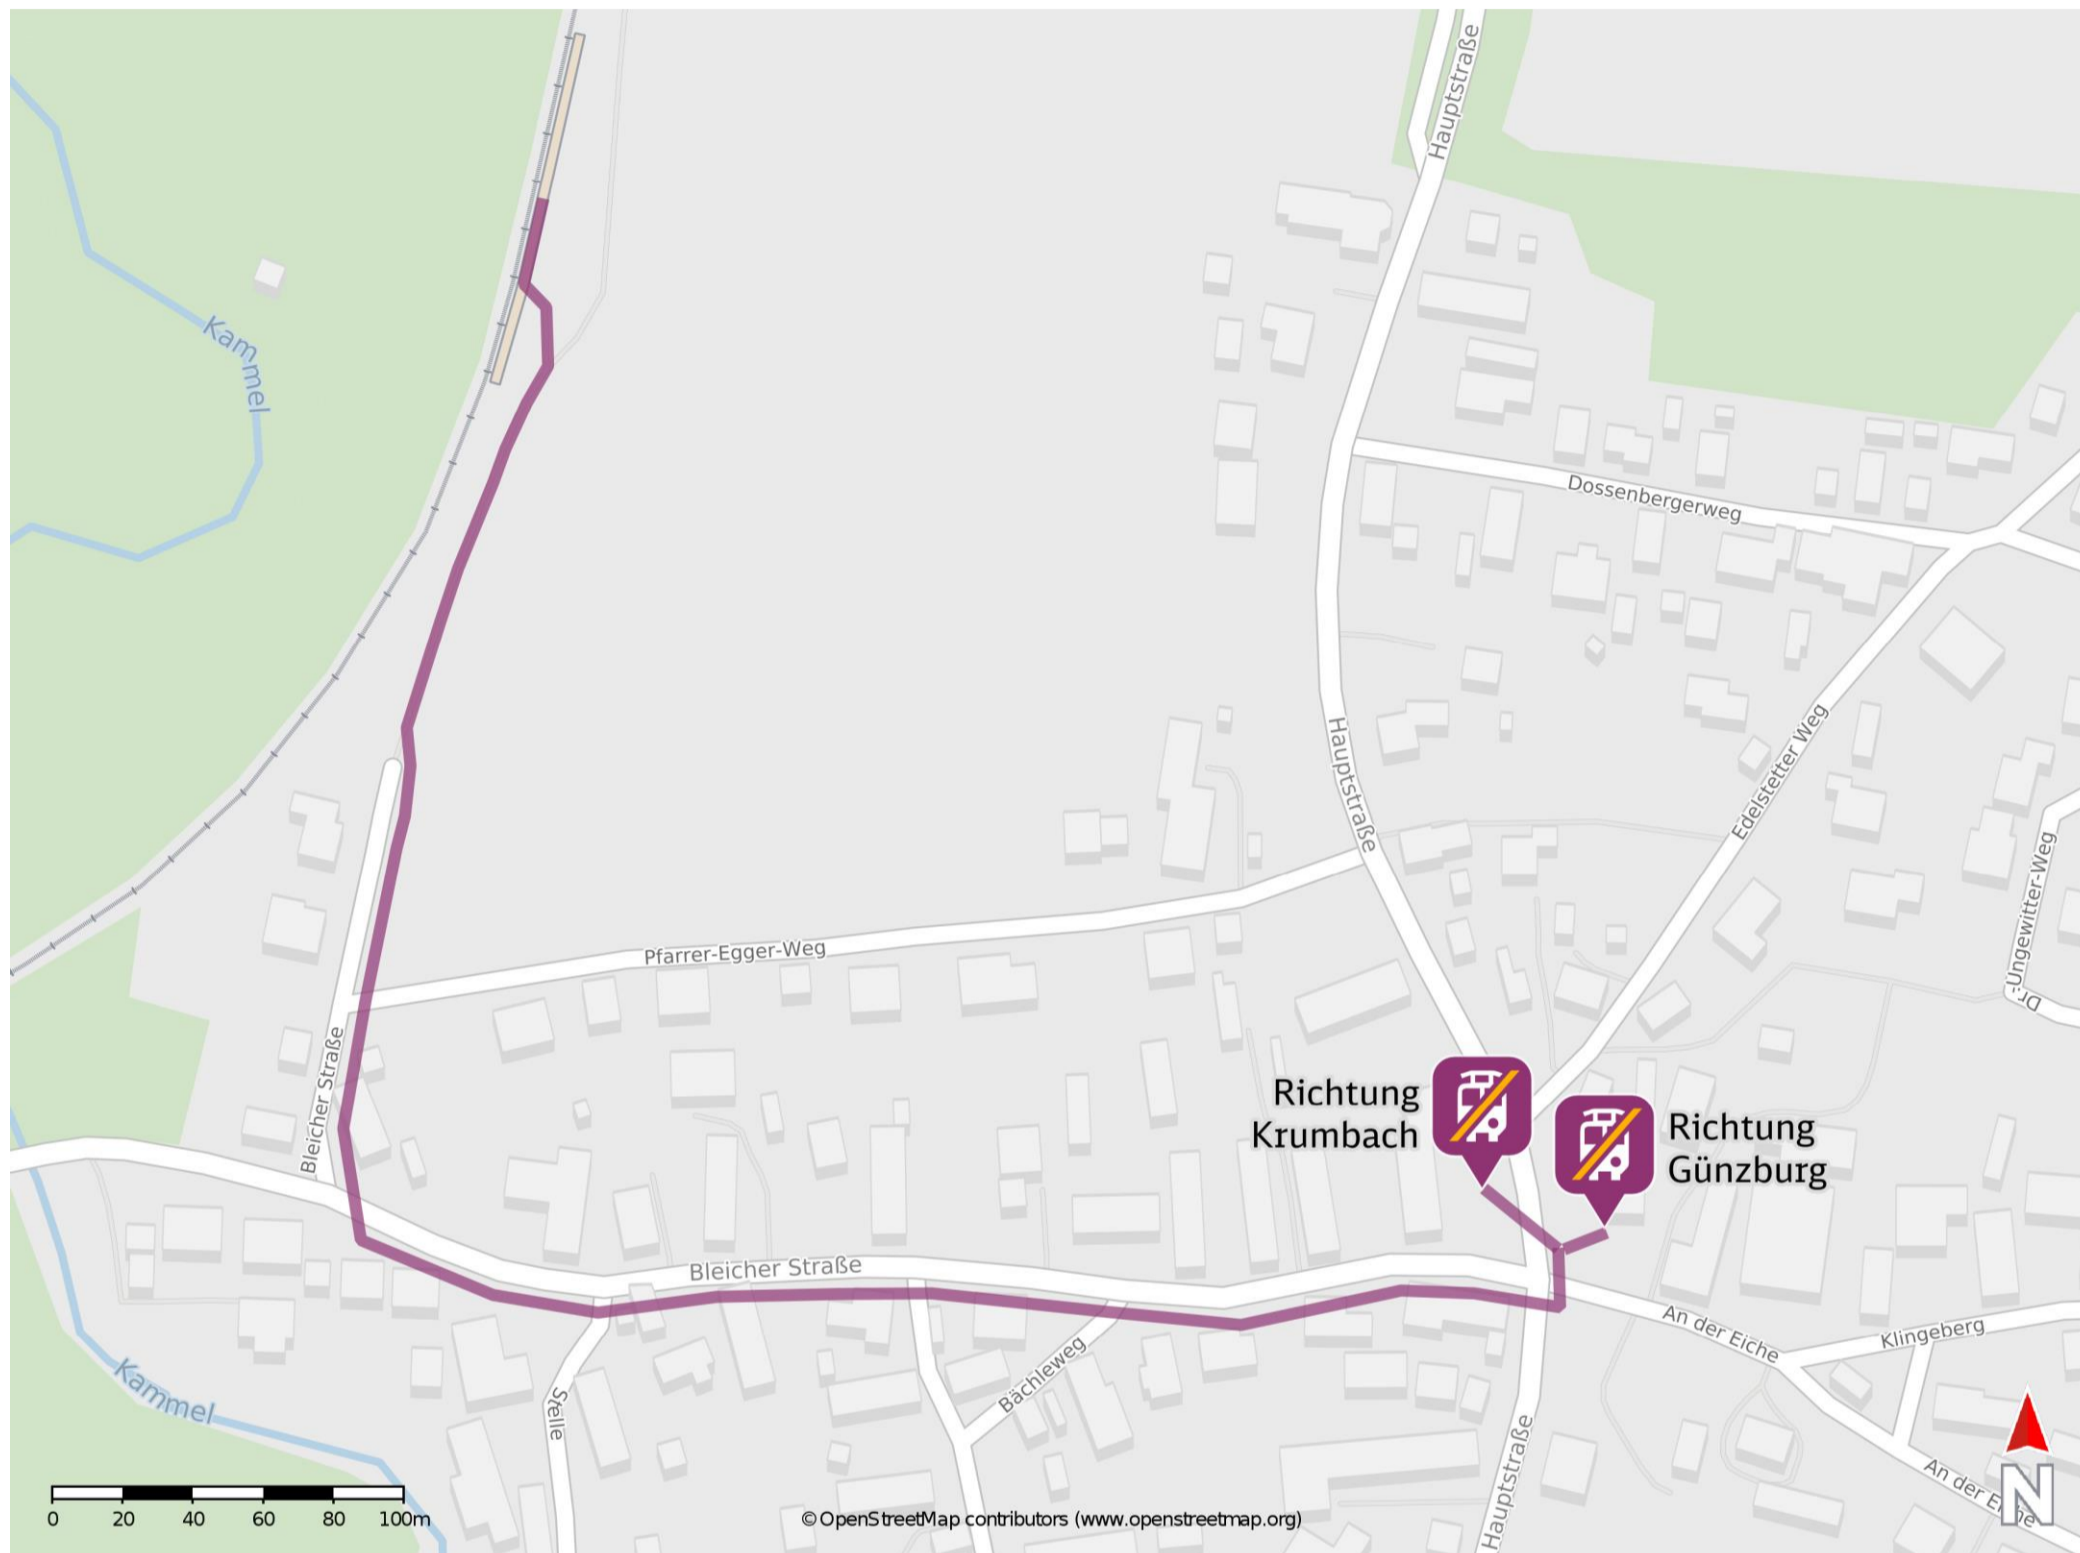 Hauptstraße
Kammel
Dossenbergerweg
Hauptstraße
Edelstetter Weg
Dr.-Ungewitter-Weg
Pfarrer-Egger-Weg
Bleicher Straße
Richtung
Krumbach
Richtung
Günzburg
Bleicher Straße
An der Eiche
Klingeberg
Bächleweg
Kammel
Stelle
Hauptstraße
An der Eiche
N
0 20 40 60 80 100m
©OpenStreetMap contributors (www.openstreetmap.org)